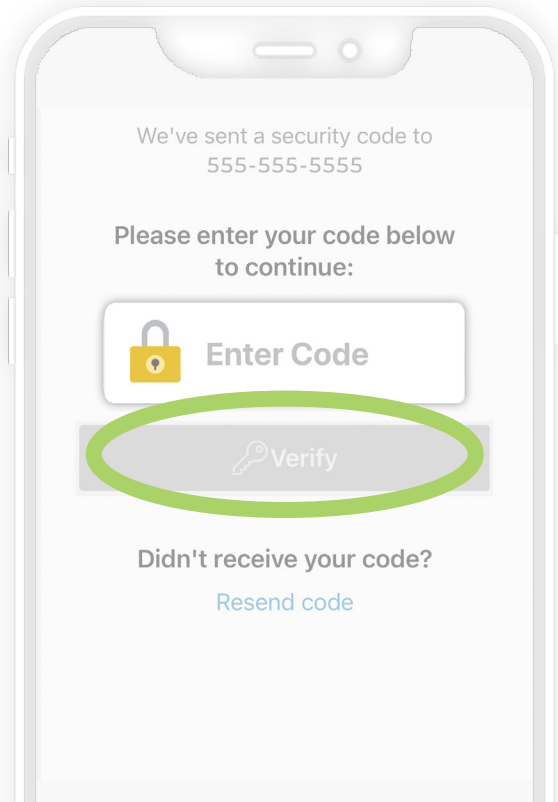 We've sent a security code to
555-555-5555
Please enter your code below
to continue:
Enter Code
Verify
Didn't receive your code?
Resend code